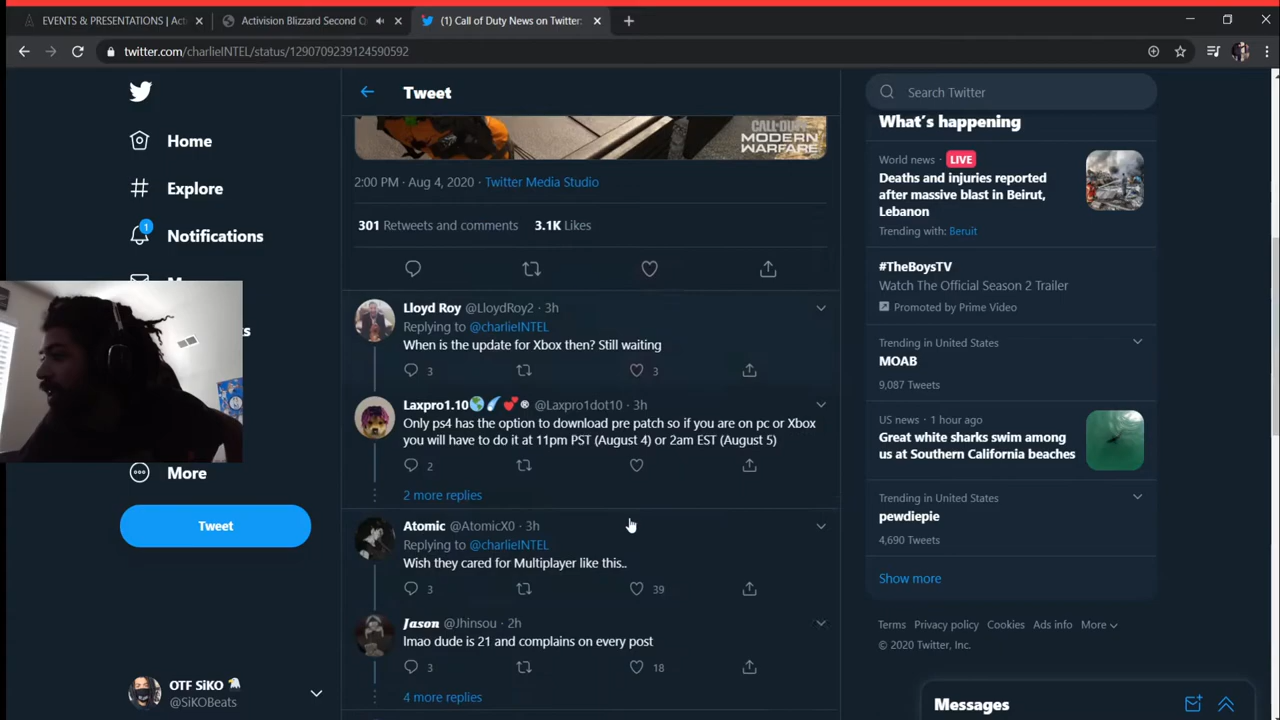 EVENTS & PRESENTATIONS | Act
Activision Blizzard Second Q
(1) Call of Duty News on Twitter:
twitter.com/charlieINTEL/status/1290709239124590592
Home
Explore
1
Notifications
More
Tweet
OTF SiKO
@SiKOBeats
Tweet
CALL OF DUTY
MODERN
WARFARE
2:00 PM · Aug 4, 2020 · Twitter Media Studio
301 Retweets and comments 3.1K Likes
Lloyd Roy @LloydRoy2 · 3h
Replying to @charlieINTEL
When is the update for Xbox then? Still waiting
3 3
Laxpro1.10🌎☄️💕® @Laxpro1dot10 · 3h
Only ps4 has the option to download pre patch so if you are on pc or Xbox
you will have to do it at 11pm PST (August 4) or 2am EST (August 5)
2
2 more replies
Atomic @AtomicX0 · 3h
Replying to @charlieINTEL
Wish they cared for Multiplayer like this..
3 39
Jason @Jhinsou · 2h
lmao dude is 21 and complains on every post
3 18
4 more replies
Search Twitter
What's happening
World news · LIVE
Deaths and injuries reported
after massive blast in Beirut,
Lebanon
Trending with: Beruit
#TheBoysTV
Watch The Official Season 2 Trailer
Promoted by Prime Video
Trending in United States
MOAB
9,087 Tweets
US news · 1 hour ago
Great white sharks swim among
us at Southern California beaches
Trending in United States
pewdiepie
4,690 Tweets
Show more
Terms Privacy policy Cookies Ads info More
© 2020 Twitter, Inc.
Messages